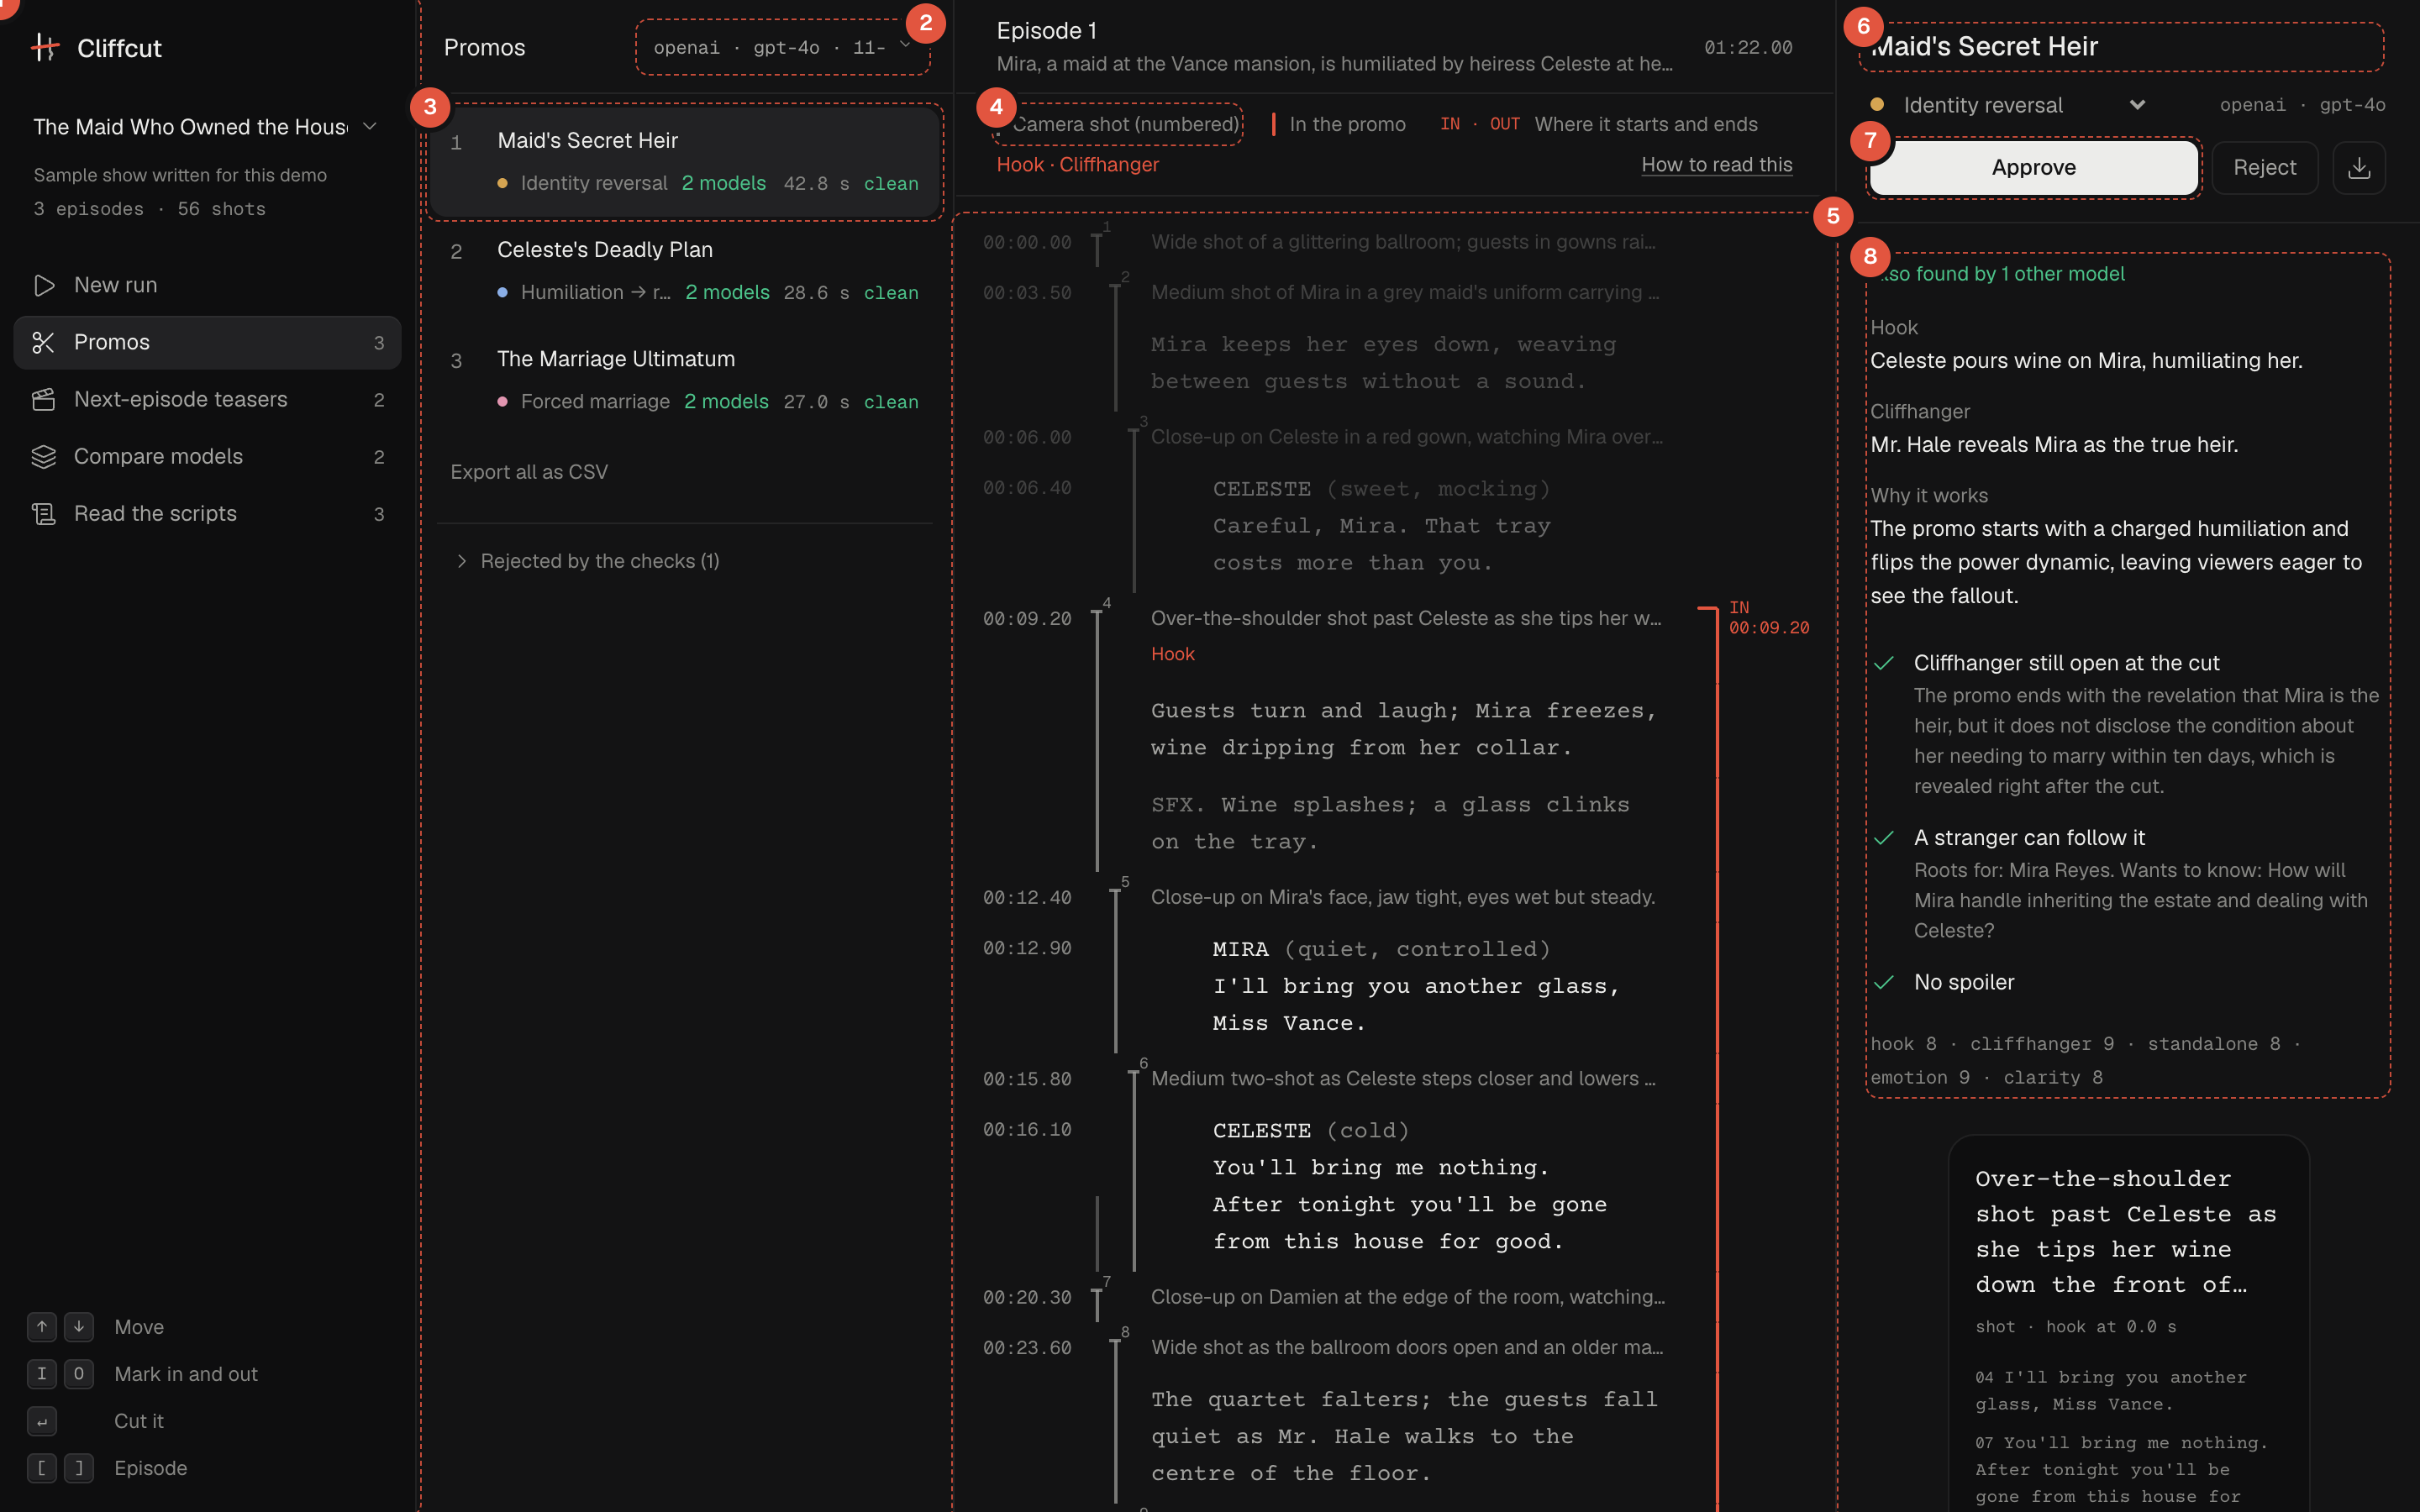 Cliffcut
The Maid Who Owned the Hous
Sample show written for this demo
3 episodes · 56 shots
New run
Promos 3
Next-episode teasers 2
Compare models 2
Read the scripts 3
↑ ↓ Move
I O Mark in and out
↵ Cut it
[ ] Episode
Promos
openai · gpt-4o · 11-
2
3
1 Maid's Secret Heir
Identity reversal 2 models 42.8 s clean
2 Celeste's Deadly Plan
Humiliation → r… 2 models 28.6 s clean
3 The Marriage Ultimatum
Forced marriage 2 models 27.0 s clean
Export all as CSV
Rejected by the checks (1)
Episode 1
Mira, a maid at the Vance mansion, is humiliated by heiress Celeste at he…
01:22.00
4
Camera shot (numbered)
In the promo
IN · OUT Where it starts and ends
Hook · Cliffhanger
How to read this
5
00:00.00 1 Wide shot of a glittering ballroom; guests in gowns rai…
00:03.50 2 Medium shot of Mira in a grey maid's uniform carrying …
Mira keeps her eyes down, weaving
between guests without a sound.
00:06.00 3 Close-up on Celeste in a red gown, watching Mira over…
00:06.40 CELESTE (sweet, mocking)
Careful, Mira. That tray
costs more than you.
00:09.20 4 Over-the-shoulder shot past Celeste as she tips her w…
IN
00:09.20
Hook
Guests turn and laugh; Mira freezes,
wine dripping from her collar.
SFX. Wine splashes; a glass clinks
on the tray.
00:12.40 5 Close-up on Mira's face, jaw tight, eyes wet but steady.
00:12.90 MIRA (quiet, controlled)
I'll bring you another glass,
Miss Vance.
00:15.80 6 Medium two-shot as Celeste steps closer and lowers …
00:16.10 CELESTE (cold)
You'll bring me nothing.
After tonight you'll be gone
from this house for good.
00:20.30 7 Close-up on Damien at the edge of the room, watching…
00:23.60 8 Wide shot as the ballroom doors open and an older ma…
The quartet falters; the guests fall
quiet as Mr. Hale walks to the
centre of the floor.
6
Maid's Secret Heir
Identity reversal
openai · gpt-4o
7
Approve
Reject
8
lso found by 1 other model
Hook
Celeste pours wine on Mira, humiliating her.
Cliffhanger
Mr. Hale reveals Mira as the true heir.
Why it works
The promo starts with a charged humiliation and
flips the power dynamic, leaving viewers eager to
see the fallout.
Cliffhanger still open at the cut
The promo ends with the revelation that Mira is the
heir, but it does not disclose the condition about
her needing to marry within ten days, which is
revealed right after the cut.
A stranger can follow it
Roots for: Mira Reyes. Wants to know: How will
Mira handle inheriting the estate and dealing with
Celeste?
No spoiler
hook 8 · cliffhanger 9 · standalone 8 ·
emotion 9 · clarity 8
Over-the-shoulder
shot past Celeste as
she tips her wine
down the front of…
shot · hook at 0.0 s
04 I'll bring you another
glass, Miss Vance.
07 You'll bring me nothing.
After tonight you'll be
gone from this house for